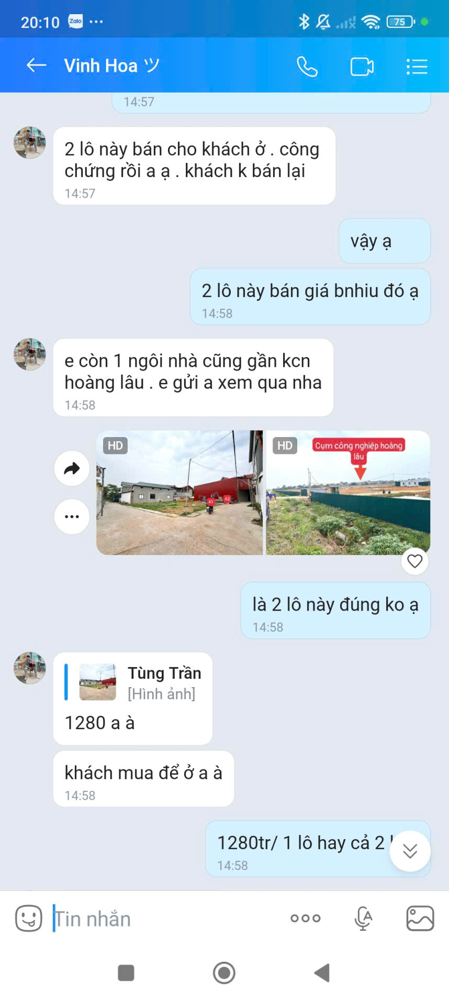 20:10 Zalo ... 75
Vinh Hoa ツ
14:57
2 lô này bán cho khách ở . công
chứng rồi a ạ . khách k bán lại
14:57
vậy ạ
2 lô này bán giá bnhiu đó ạ
14:58
e còn 1 ngôi nhà cũng gần kcn
hoàng lâu . e gửi a xem qua nha
14:58
HD
A1
A2
HD
Cụm công nghiệp hoàng
lâu
là 2 lô này đúng ko ạ
14:58
Tùng Trần
[Hình ảnh]
1280 a à
khách mua để ở a à
14:58
1280tr/ 1 lô hay cả 2
14:58
Tin nhắn